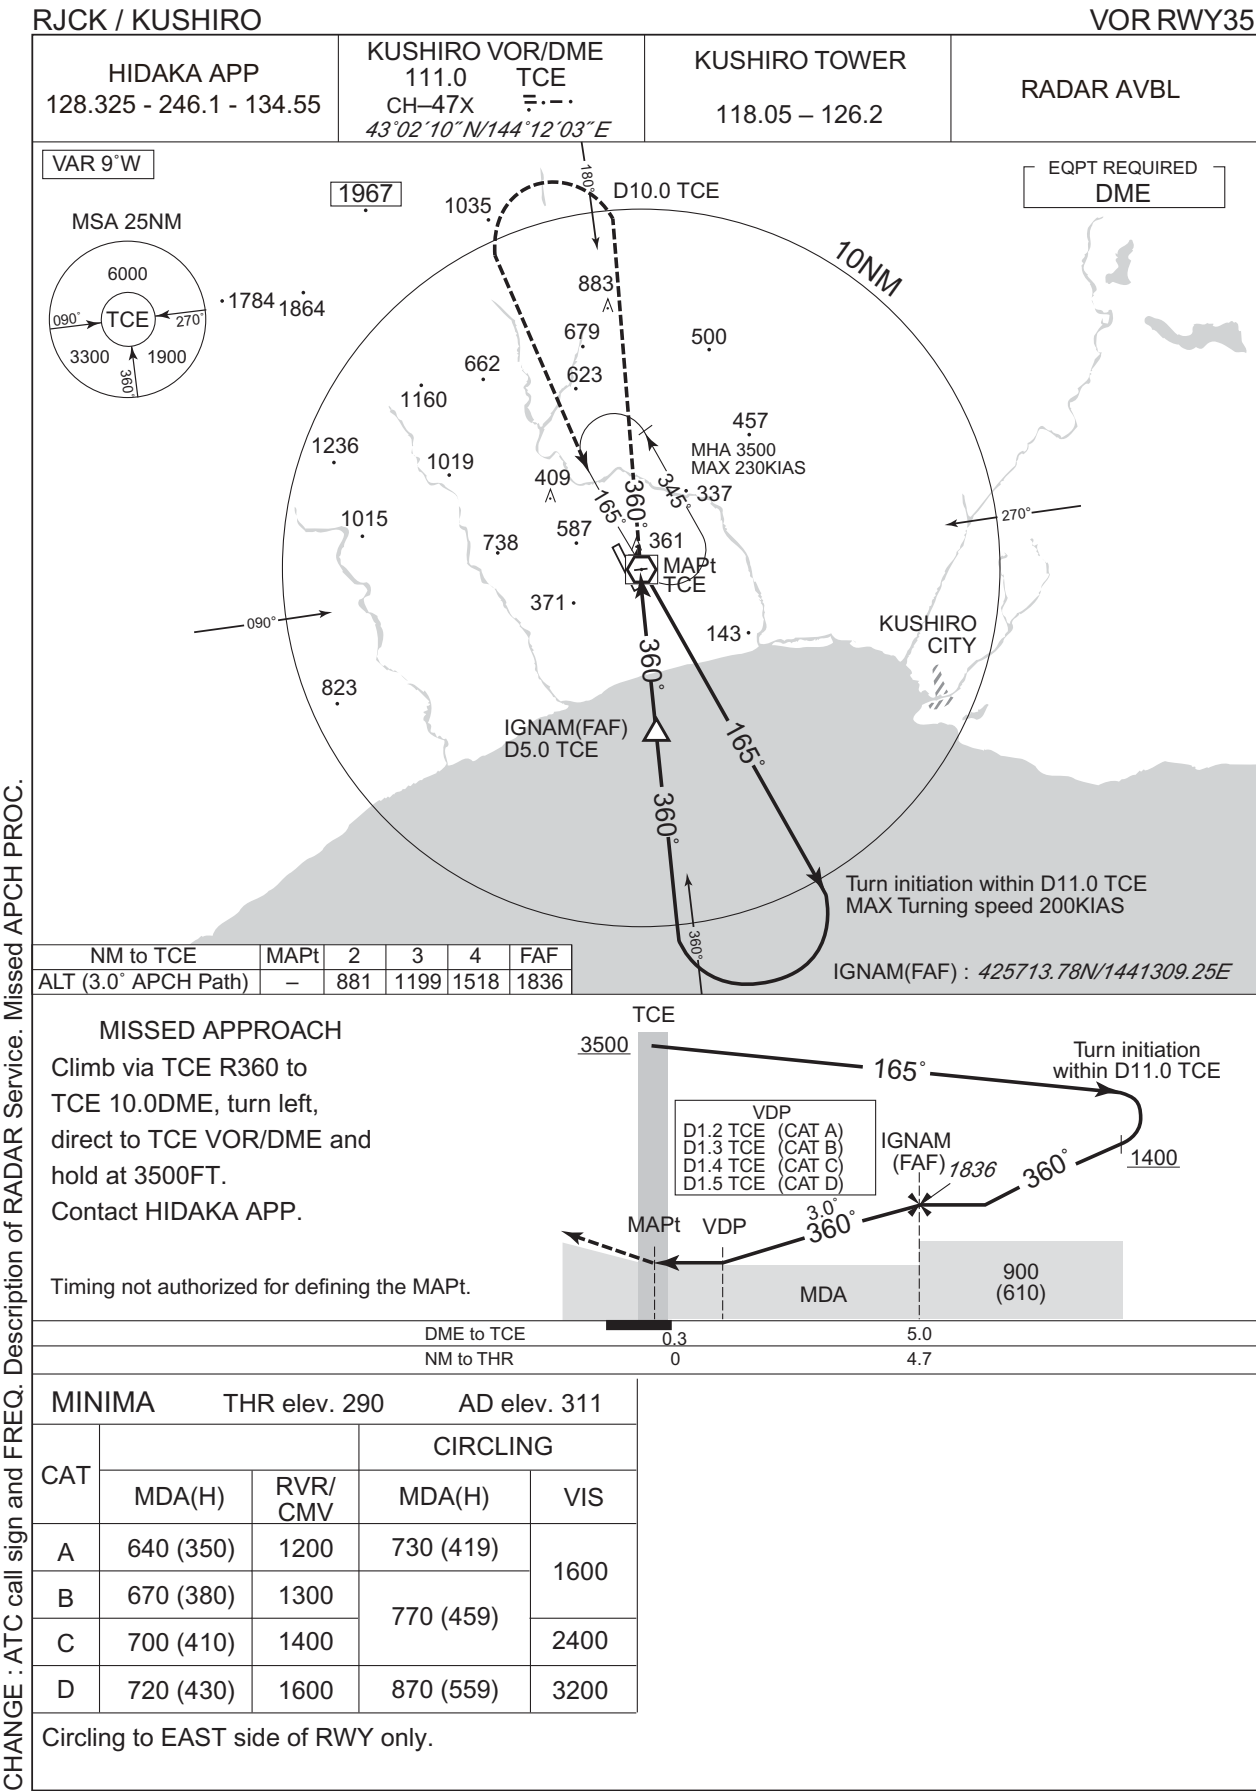 RJCK / KUSHIRO
VOR RWY35
HIDAKA APP
128.325 - 246.1 - 134.55
KUSHIRO VOR/DME
111.0 TCE
CH–47X
43°02´10˝N/144°12´03˝E
KUSHIRO TOWER
118.05 – 126.2
RADAR AVBL
VAR 9°W
EQPT REQUIRED
DME
MSA 25NM
6000
090°
TCE
270°
3300
1900
360°
1967
1035
180°
D10.0 TCE
10NM
1784
1864
883
679
500
662
623
1160
457
MHA 3500
MAX 230KIAS
1236
1019
409
165°
360°
345°
337
1015
738
587
361
270°
MAPt
TCE
371
090°
143
KUSHIRO
CITY
360°
823
IGNAM(FAF)
D5.0 TCE
165°
360°
Turn initiation within D11.0 TCE
MAX Turning speed 200KIAS
360°
IGNAM(FAF) : 425713.78N/1441309.25E
NM to TCE MAPt 2 3 4 FAF
ALT (3.0° APCH Path) – 881 1199 1518 1836
MISSED APPROACH
Climb via TCE R360 to
TCE 10.0DME, turn left,
direct to TCE VOR/DME and
hold at 3500FT.
Contact HIDAKA APP.
Timing not authorized for defining the MAPt.
TCE
3500
165°
Turn initiation
within D11.0 TCE
VDP
D1.2 TCE (CAT A)
D1.3 TCE (CAT B)
D1.4 TCE (CAT C)
D1.5 TCE (CAT D)
IGNAM
(FAF)
1836
360°
1400
3.0°
360°
MAPt
VDP
MDA
900
(610)
DME to TCE 0.3 5.0
NM to THR 0 4.7
MINIMA THR elev. 290 AD elev. 311
CAT
CIRCLING
MDA(H)
RVR/
CMV
MDA(H)
VIS
A 640 (350) 1200 730 (419)
1600
B 670 (380) 1300
770 (459)
C 700 (410) 1400 2400
D 720 (430) 1600 870 (559) 3200
Circling to EAST side of RWY only.
CHANGE : ATC call sign and FREQ. Description of RADAR Service. Missed APCH PROC.